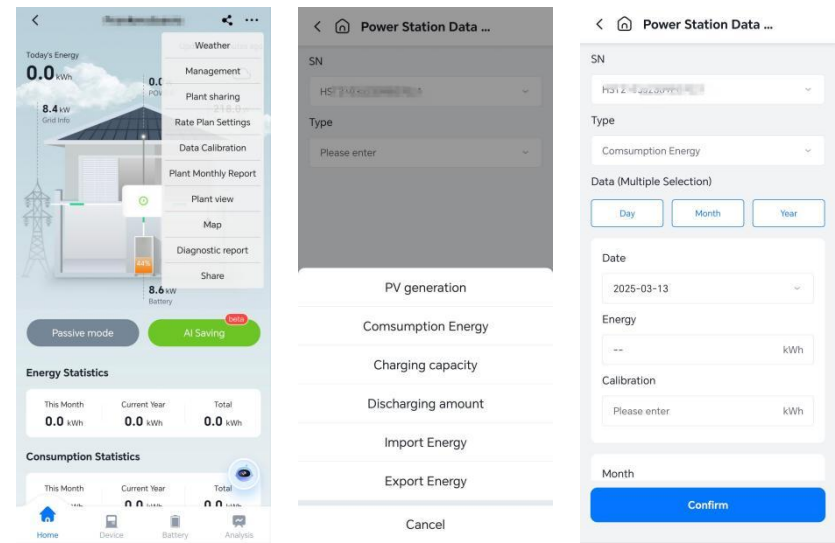 Today's Energy
0.0 kWh
8.4 kW
Grid Info
44%
8.6 kW
Battery
Weather
Management
Plant sharing
Rate Plan Settings
Data Calibration
Plant Monthly Report
Plant view
Map
Diagnostic report
Share
Passive mode
AI Saving
beta
Energy Statistics
This Month Current Year Total
0.0 kWh 0.0 kWh 0.0 kWh
Consumption Statistics
This Month Current Year Total
Home Device Battery Analysis
Power Station Data ...
SN
Type
Please enter
PV generation
Comsumption Energy
Charging capacity
Discharging amount
Import Energy
Export Energy
Cancel
Power Station Data ...
SN
Type
Comsumption Energy
Data (Multiple Selection)
Day Month Year
Date
2025-03-13
Energy
-- kWh
Calibration
Please enter kWh
Month
Confirm